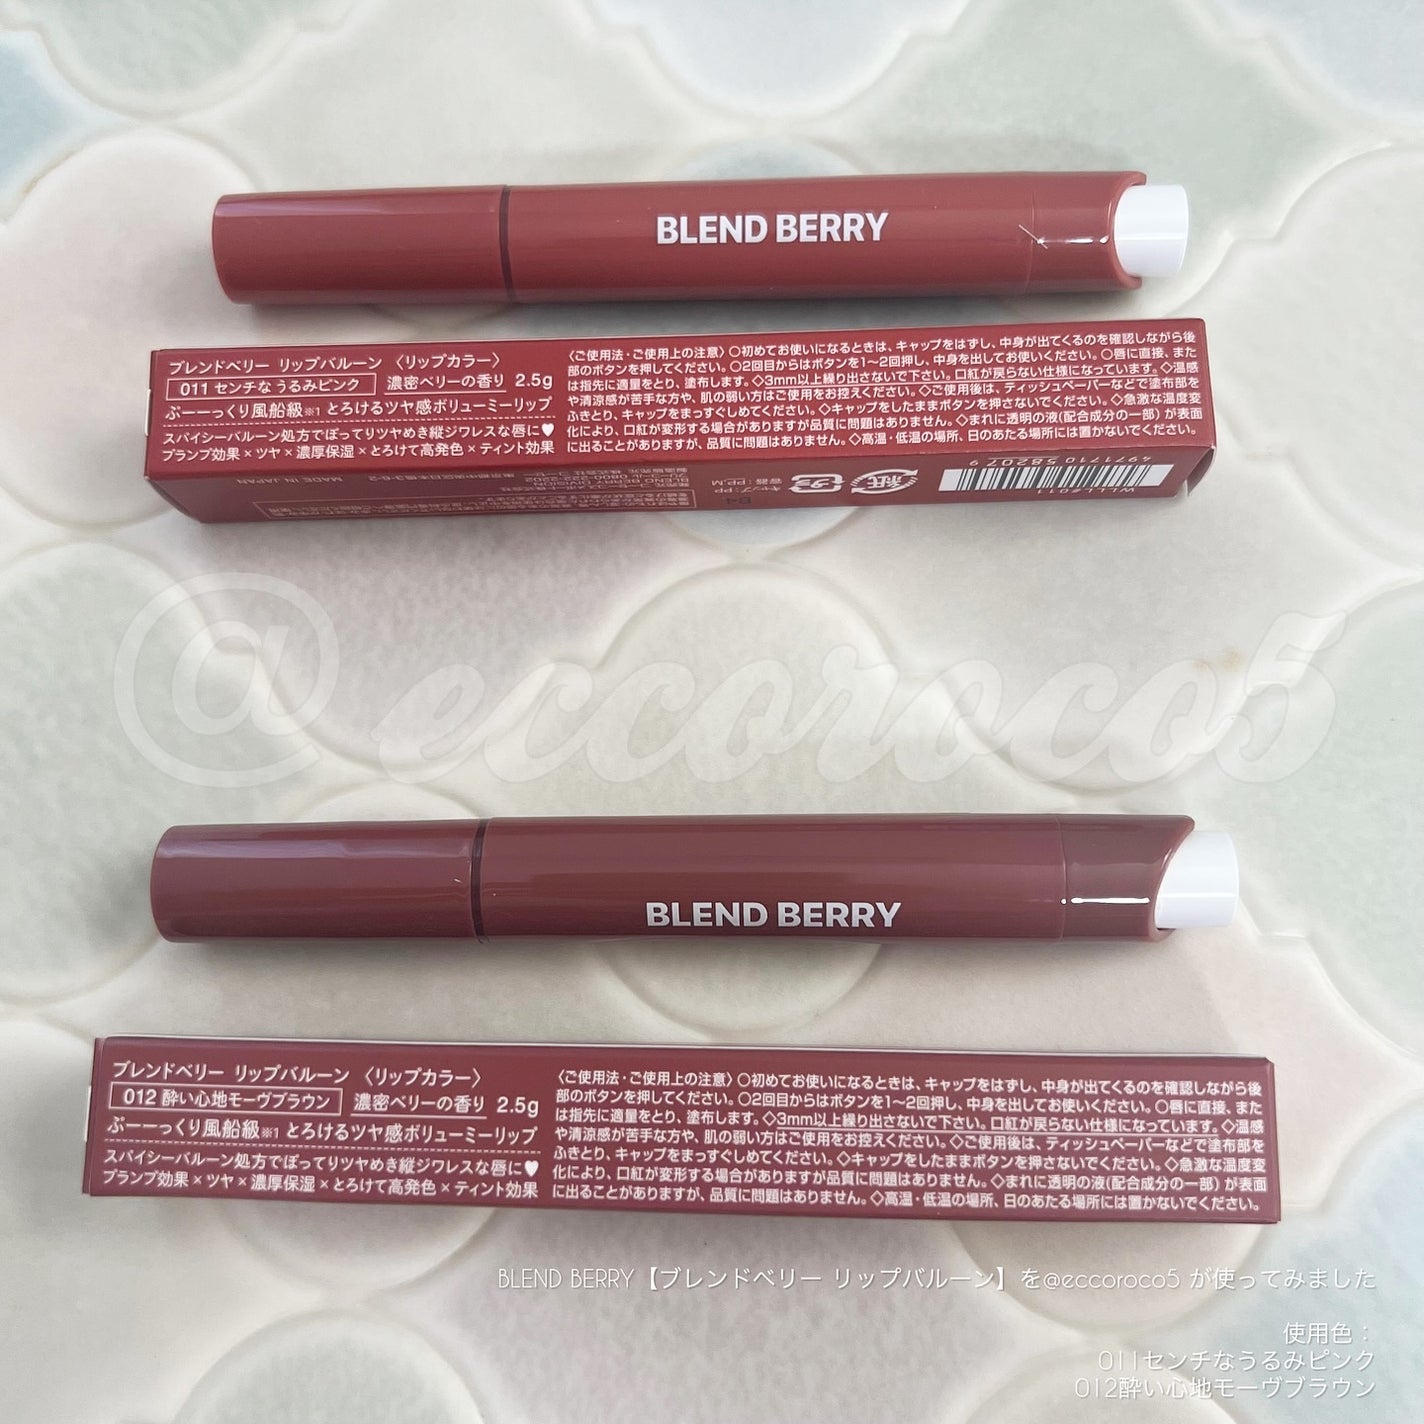 BLEND BERRY
ブレンドベリー リップバルーン 〈リップカラー〉
011 センチなうるみピンク 濃密ベリーの香り 2.5g
ぷーーっくり風船級※1 とろけるツヤ感ボリューミーリップ
スパイシーバルーン処方でぽってりツヤめき縦ジワレスな唇に♥
プランプ効果×ツヤ×濃厚保湿×とろけて高発色×ティント効果
〈ご使用法・ご使用上の注意〉○初めてお使いになるときは、キャップをはずし、中身が出てくるのを確認しながら後
部のボタンを押してください。○2回目からはボタンを1〜2回押し、中身を出してお使いください。○唇に直接、また
は指先に適量をとり、塗布します。◇3mm以上繰り出さないで下さい。口紅が戻らない仕様になっています。◇温感
や清涼感が苦手な方や、肌の弱い方はご使用をお控えください。◇ご使用後は、ティッシュペーパーなどで塗布部を
ふきとり、キャップをまっすぐしめてください。◇キャップをしたままボタンを押さないでください。◇急激な温度変
化により、口紅が変形する場合がありますが品質に問題はありません。◇まれに透明の液(配合成分の一部)が表面
に出ることがありますが、品質に問題はありません。◇高温・低温の場所、日のあたる場所には置かないでください。
MADE IN JAPAN
東京都中央区日本橋3-6-2
製造販売元 株式会社コーセー
フリーコール 0800-222-2202
BLEND BERRY DIVISION
キャップ:PP
容器:PP,M
紙
WLLL#011
4971710582079
@eccoroco5
BLEND BERRY
ブレンドベリー リップバルーン 〈リップカラー〉
012 酔い心地モーヴブラウン 濃密ベリーの香り 2.5g
ぷーーっくり風船級※1 とろけるツヤ感ボリューミーリップ
スパイシーバルーン処方でぽってりツヤめき縦ジワレスな唇に♥
プランプ効果×ツヤ×濃厚保湿×とろけて高発色×ティント効果
〈ご使用法・ご使用上の注意〉○初めてお使いになるときは、キャップをはずし、中身が出てくるのを確認しながら後
部のボタンを押してください。○2回目からはボタンを1〜2回押し、中身を出してお使いください。○唇に直接、また
は指先に適量をとり、塗布します。◇3mm以上繰り出さないで下さい。口紅が戻らない仕様になっています。◇温感
や清涼感が苦手な方や、肌の弱い方はご使用をお控えください。◇ご使用後は、ティッシュペーパーなどで塗布部を
ふきとり、キャップをまっすぐしめてください。◇キャップをしたままボタンを押さないでください。◇急激な温度変
化により、口紅が変形する場合がありますが品質に問題はありません。◇まれに透明の液(配合成分の一部)が表面
に出ることがありますが、品質に問題はありません。◇高温・低温の場所、日のあたる場所には置かないでください。
BLEND BERRY【ブレンドベリー リップバルーン】を@eccoroco5 が使ってみました
使用色:
011センチなうるみピンク
012酔い心地モーヴブラウン